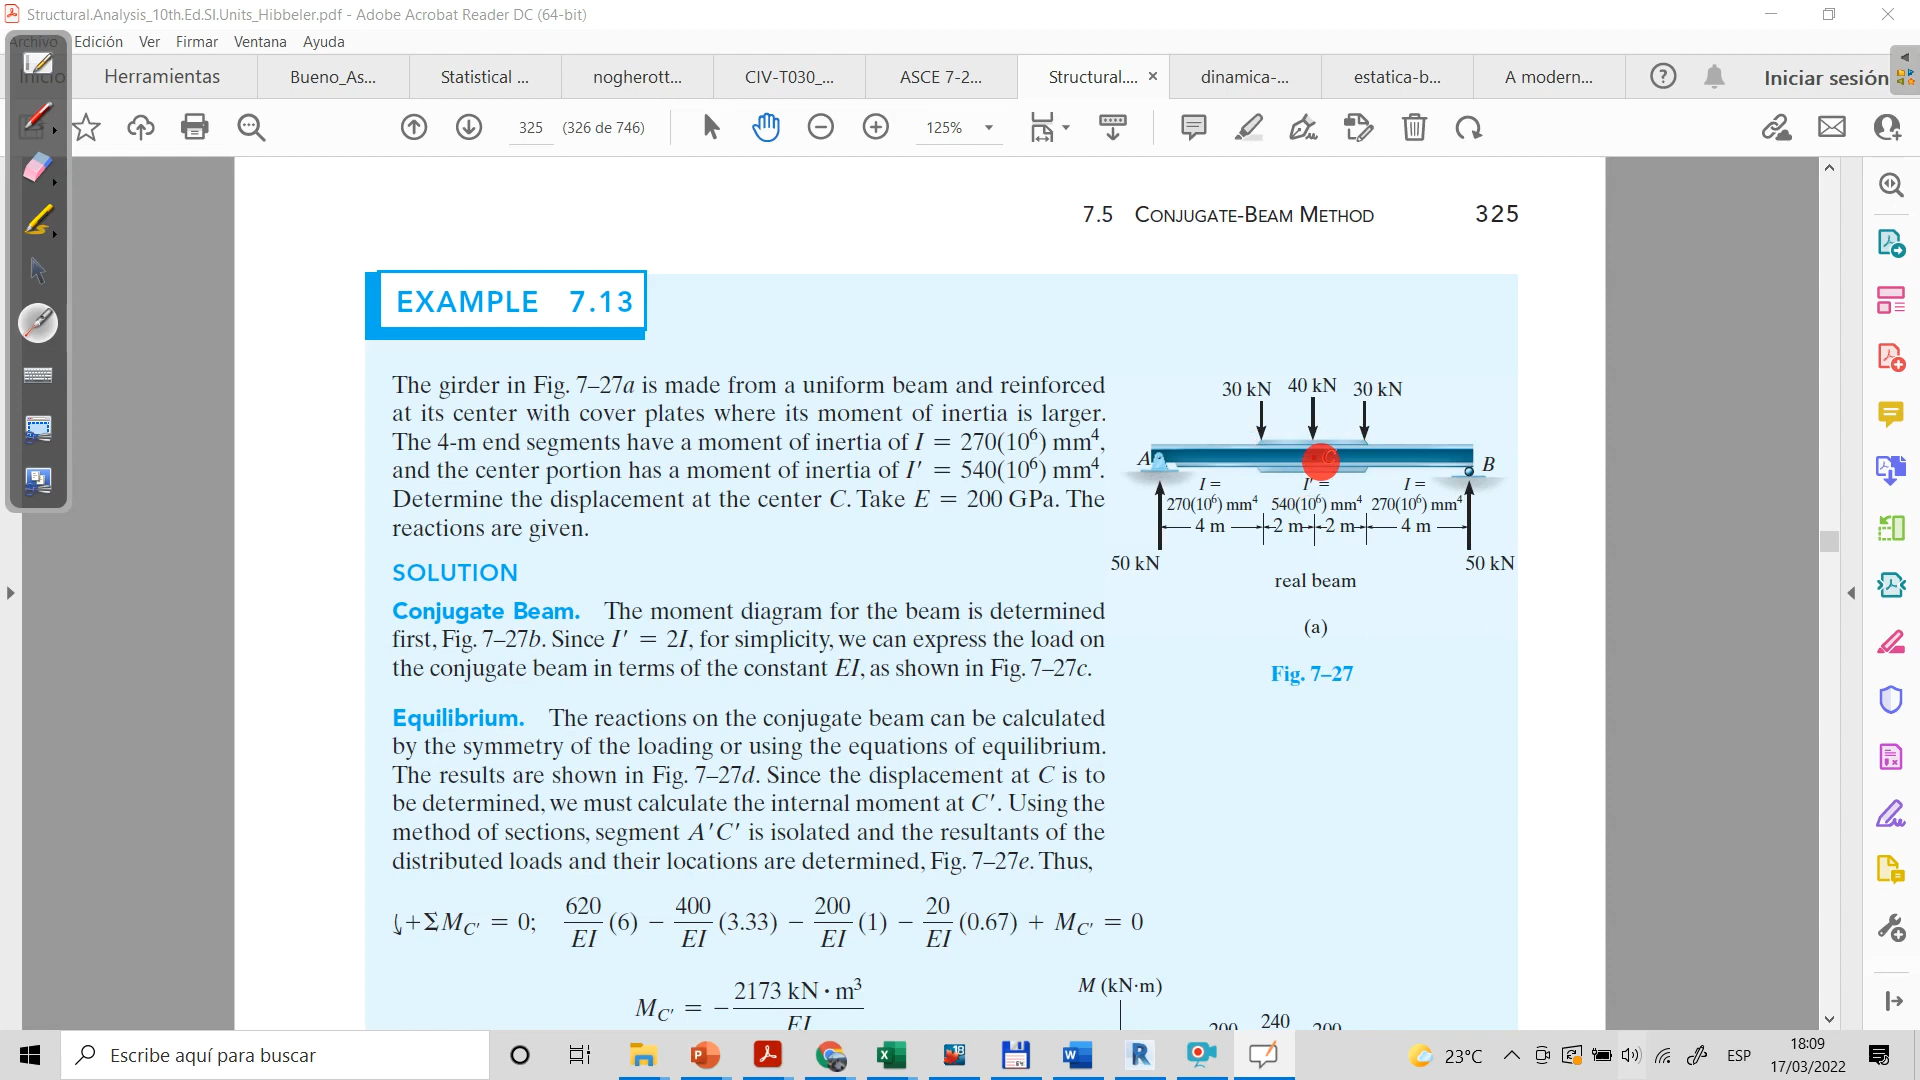 Structural.Analysis_10th.Ed.SI.Units_Hibbeler.pdf - Adobe Acrobat Reader DC (64-bit)
Archivo Edición Ver Firmar Ventana Ayuda
Inicio Herramientas Bueno_As... Statistical ... nogherott... CIV-T030_... ASCE 7-2... Structural.... × dinamica-... estatica-b... A modern... Iniciar sesión
325 (326 de 746) 125%
7.5 CONJUGATE-BEAM METHOD 325
EXAMPLE 7.13
The girder in Fig. 7–27a is made from a uniform beam and reinforced
at its center with cover plates where its moment of inertia is larger.
The 4-m end segments have a moment of inertia of I = 270(10⁶) mm⁴,
and the center portion has a moment of inertia of I′ = 540(10⁶) mm⁴.
Determine the displacement at the center C. Take E = 200 GPa. The
reactions are given.
30 kN 40 kN 30 kN
A C B
I = I′ = I =
270(10⁶) mm⁴ 540(10⁶) mm⁴ 270(10⁶) mm⁴
4 m 2 m 2 m 4 m
50 kN 50 kN
real beam
(a)
Fig. 7–27
SOLUTION
Conjugate Beam. The moment diagram for the beam is determined
first, Fig. 7–27b. Since I′ = 2I, for simplicity, we can express the load on
the conjugate beam in terms of the constant EI, as shown in Fig. 7–27c.
Equilibrium. The reactions on the conjugate beam can be calculated
by the symmetry of the loading or using the equations of equilibrium.
The results are shown in Fig. 7–27d. Since the displacement at C is to
be determined, we must calculate the internal moment at C′. Using the
method of sections, segment A′C′ is isolated and the resultants of the
distributed loads and their locations are determined, Fig. 7–27e. Thus,
↓+ΣM_C′ = 0; 620/EI (6) − 400/EI (3.33) − 200/EI (1) − 20/EI (0.67) + M_C′ = 0
M_C′ = − 2173 kN · m³/EI
M (kN·m)
200 240 200
Escribe aquí para buscar
23°C ESP 18:09
17/03/2022